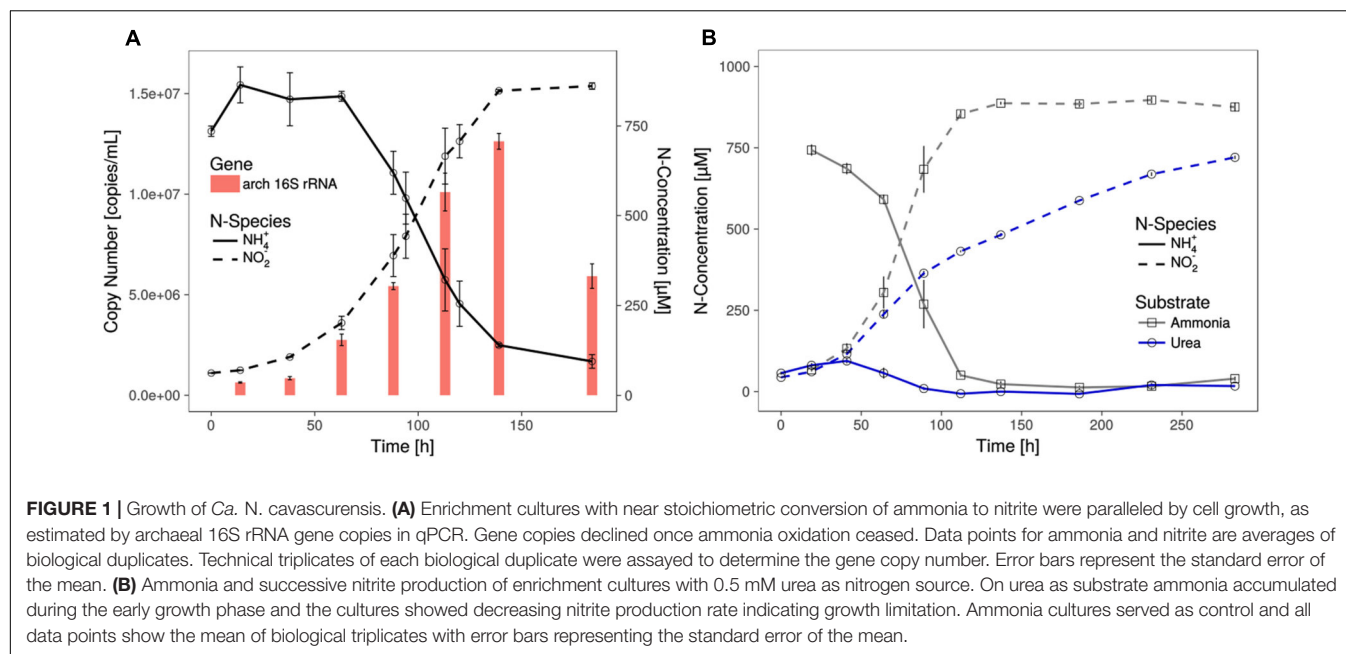 A
1.5e+07
1.0e+07
5.0e+06
0.0e+00
Copy Number [copies/mL]
Gene
arch 16S rRNA
N-Species
NH₄⁺
NO₂⁻
750
500
250
0
N-Concentration [µM]
0 50 100 150
Time [h]
B
1000
750
500
250
0
N-Concentration [µM]
N-Species
NH₄⁺
NO₂⁻
Substrate
Ammonia
Urea
0 50 100 150 200 250
Time [h]
FIGURE 1 | Growth of Ca. N. cavascurensis. (A) Enrichment cultures with near stoichiometric conversion of ammonia to nitrite were paralleled by cell growth, as
estimated by archaeal 16S rRNA gene copies in qPCR. Gene copies declined once ammonia oxidation ceased. Data points for ammonia and nitrite are averages of
biological duplicates. Technical triplicates of each biological duplicate were assayed to determine the gene copy number. Error bars represent the standard error of
the mean. (B) Ammonia and successive nitrite production of enrichment cultures with 0.5 mM urea as nitrogen source. On urea as substrate ammonia accumulated
during the early growth phase and the cultures showed decreasing nitrite production rate indicating growth limitation. Ammonia cultures served as control and all
data points show the mean of biological triplicates with error bars representing the standard error of the mean.